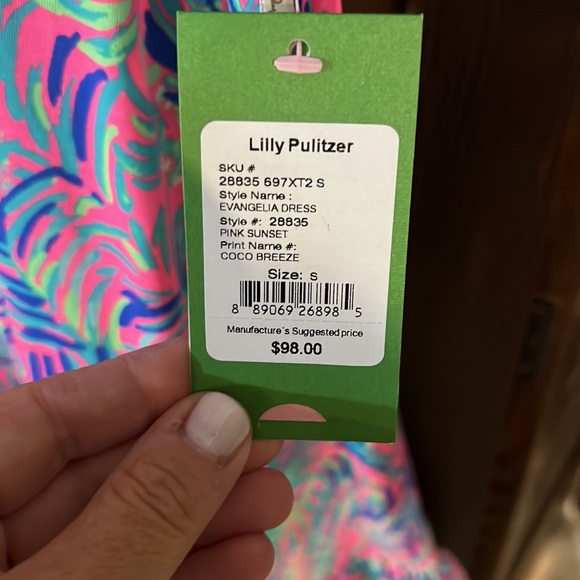 Lilly Pulitzer
SKU #
28835 697XT2 S
Style Name :
EVANGELIA DRESS
Style #: 28835
PINK SUNSET
Print Name #:
COCO BREEZE
Size: S
8 89069 26898 5
Manufacture's Suggested price
$98.00